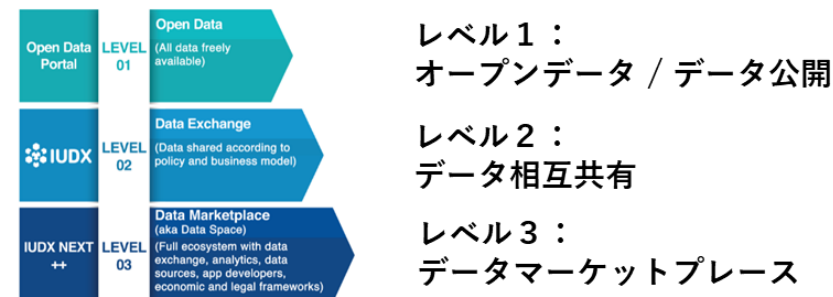 Open Data
Portal
LEVEL
01
Open Data
(All data freely
available)
レベル１：
オープンデータ / データ公開
IUDX
LEVEL
02
Data Exchange
(Data shared according to
policy and business model)
レベル２：
データ相互共有
IUDX NEXT
++
LEVEL
03
Data Marketplace
(aka Data Space)
(Full ecosystem with data
exchange, analytics, data
sources, app developers,
economic and legal frameworks)
レベル３：
データマーケットプレース